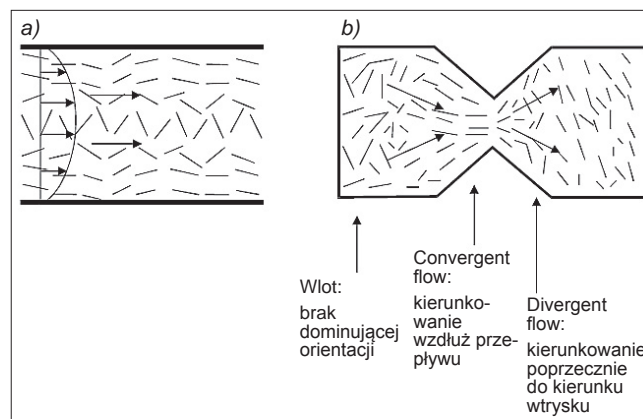 a)
b)
Wlot:
brak
dominującej
orientacji
Convergent
flow:
kierunko-
wanie
wzdłuż prze-
pływu
Divergent
flow:
kierunkowanie
poprzecznie
do kierunku
wtrysku